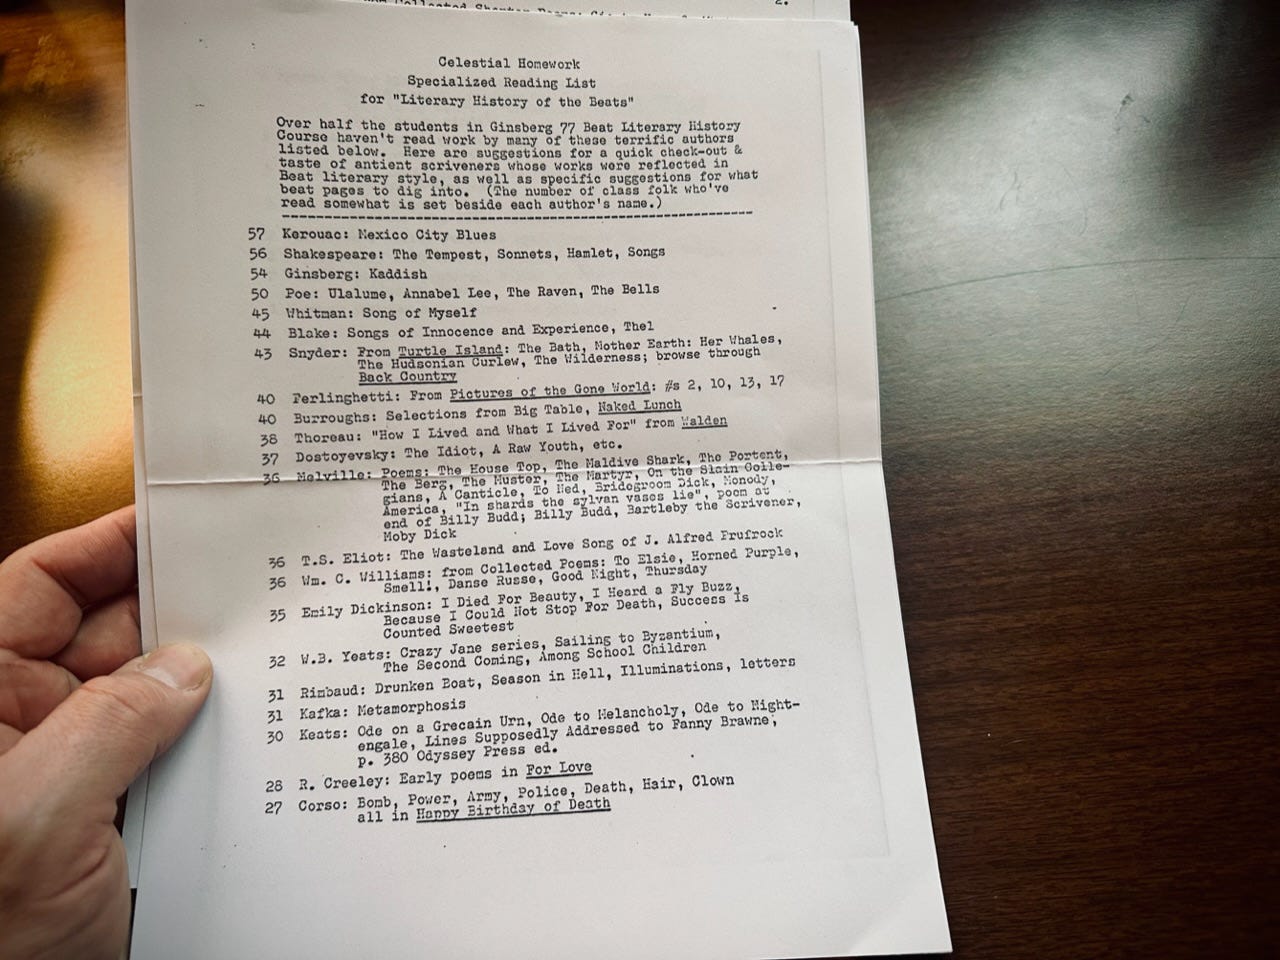 2.
Celestial Homework
Specialized Reading List
for "Literary History of the Beats"
Over half the students in Ginsberg 77 Beat Literary History
Course haven't read work by many of these terrific authors
listed below. Here are suggestions for a quick check-out &
taste of antient scriveners whose works were reflected in
Beat literary style, as well as specific suggestions for what
beat pages to dig into. (The number of class folk who've
read somewhat is set beside each author's name.)
57 Kerouac: Mexico City Blues
56 Shakespeare: The Tempest, Sonnets, Hamlet, Songs
54 Ginsberg: Kaddish
50 Poe: Ulalume, Annabel Lee, The Raven, The Bells
45 Whitman: Song of Myself
44 Blake: Songs of Innocence and Experience, Thel
43 Snyder: From Turtle Island: The Bath, Mother Earth: Her Whales,
The Hudsonian Curlew, The Wilderness; browse through
Back Country
40 Ferlinghetti: From Pictures of the Gone World: #s 2, 10, 13, 17
40 Burroughs: Selections from Big Table, Naked Lunch
38 Thoreau: "How I Lived and What I Lived For" from Walden
37 Dostoyevsky: The Idiot, A Raw Youth, etc.
36 Melville: Poems: The House Top, The Maldive Shark, The Portent,
The Berg, The Muster, The Martyr, On the Slain Colle-
gians, A Canticle, To Ned, Bridegroom Dick, Monody,
America, "In shards the sylvan vases lie", poem at
end of Billy Budd; Billy Budd, Bartleby the Scrivener,
Moby Dick
36 T.S. Eliot: The Wasteland and Love Song of J. Alfred Prufrock
36 Wm. C. Williams: from Collected Poems: To Elsie, Horned Purple,
Smell!, Danse Russe, Good Night, Thursday
35 Emily Dickinson: I Died For Beauty, I Heard a Fly Buzz,
Because I Could Not Stop For Death, Success is
Counted Sweetest
32 W.B. Yeats: Crazy Jane series, Sailing to Byzantium,
The Second Coming, Among School Children
31 Rimbaud: Drunken Boat, Season in Hell, Illuminations, letters
31 Kafka: Metamorphosis
30 Keats: Ode on a Grecain Urn, Ode to Melancholy, Ode to Night-
engale, Lines Supposedly Addressed to Fanny Brawne,
p. 380 Odyssey Press ed.
28 R. Creeley: Early poems in For Love
27 Corso: Bomb, Power, Army, Police, Death, Hair, Clown
all in Happy Birthday of Death